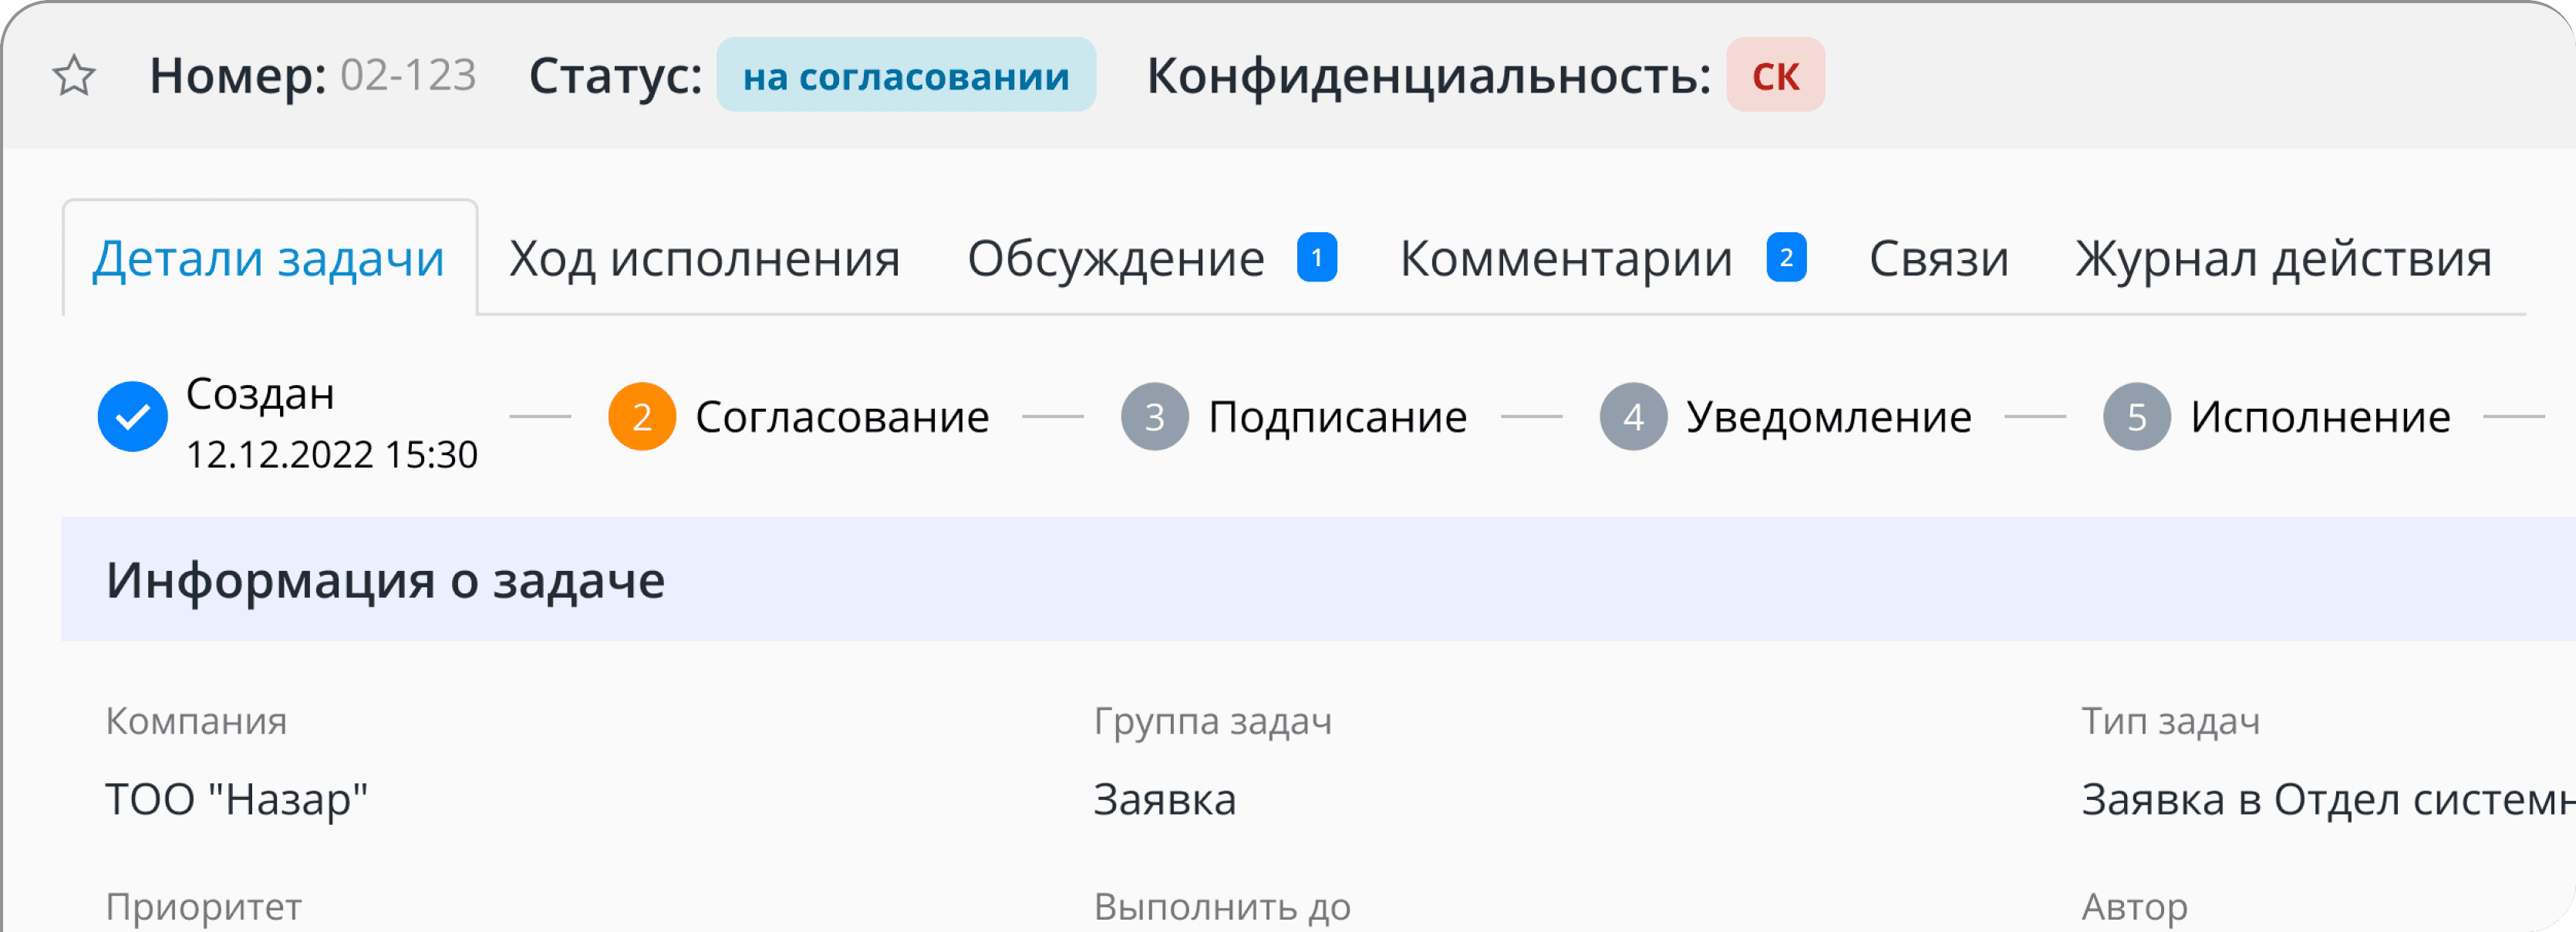 Номер: 02-123 Статус: на согласовании Конфиденциальность: СК
Детали задачи Ход исполнения Обсуждение 1 Комментарии 2 Связи Журнал действия
Создан
12.12.2022 15:30
2 Согласование
3 Подписание
4 Уведомление
5 Исполнение
Информация о задаче
Компания Группа задач Тип задач
ТОО "Назар" Заявка Заявка в Отдел системн
Приоритет Выполнить до Автор